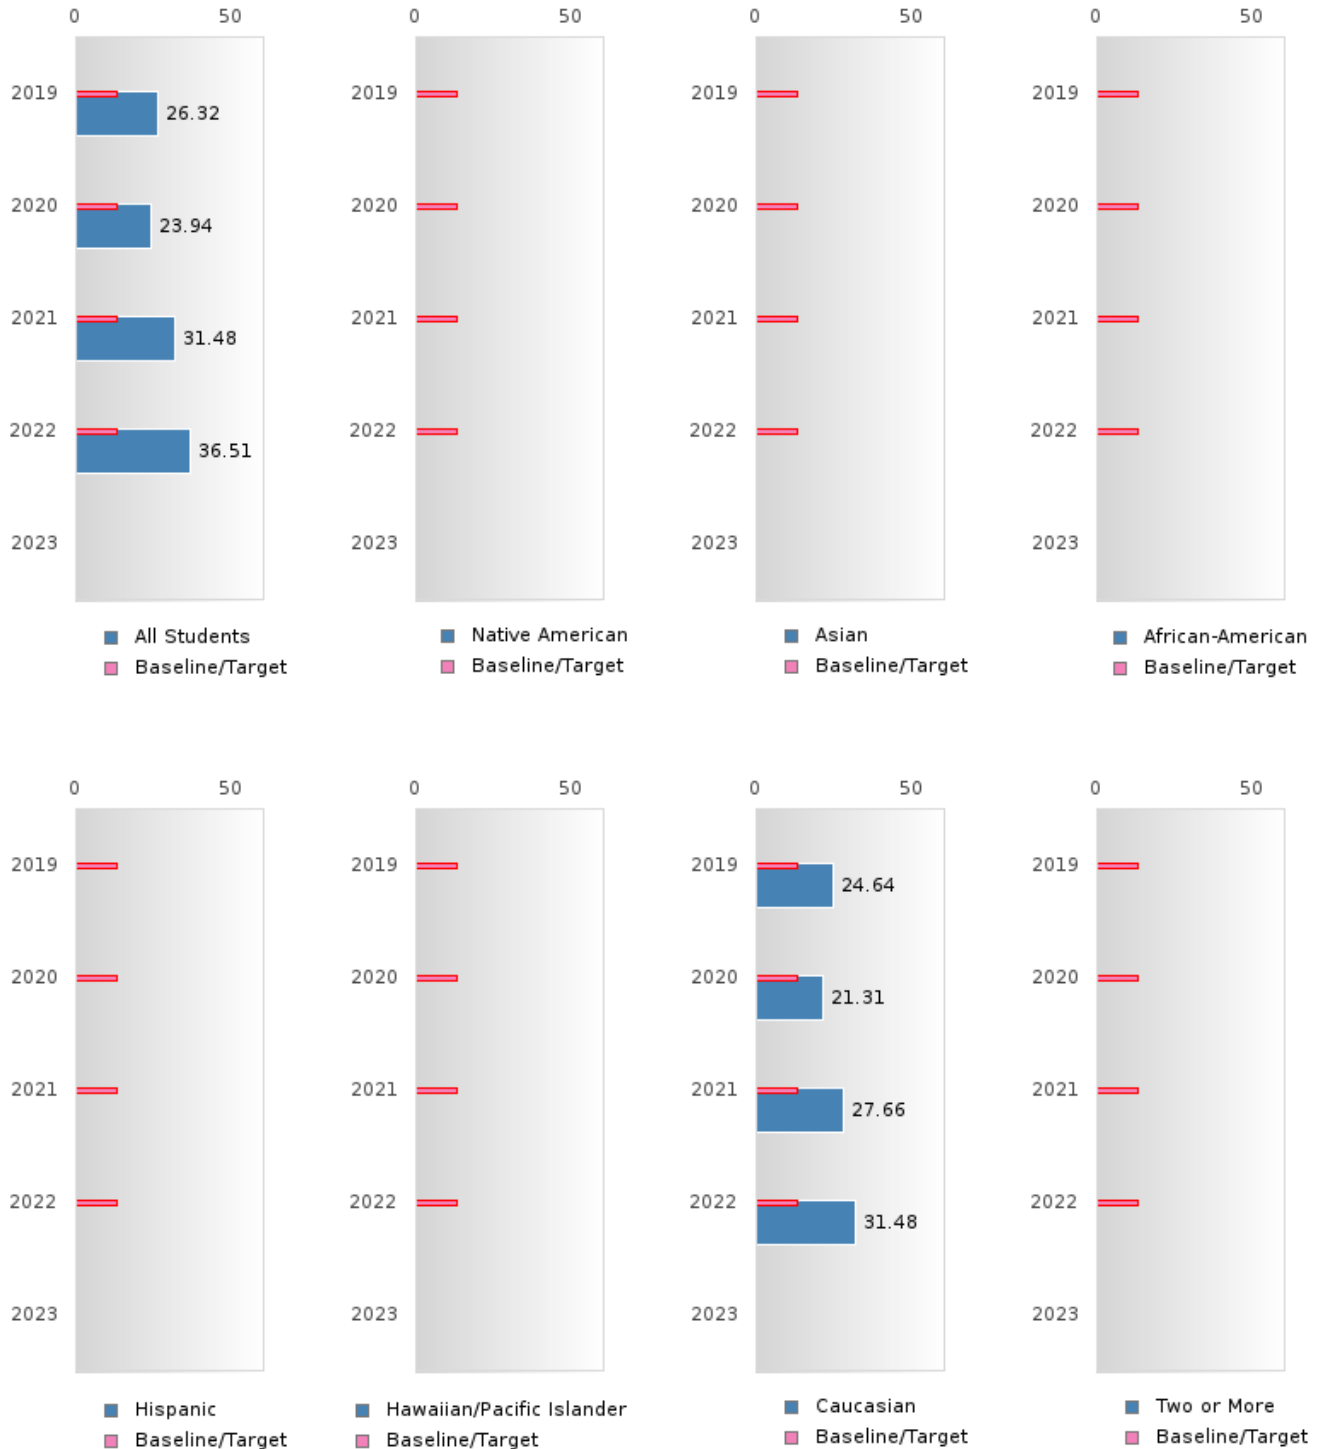 0 50 0 50 0 50 0 50
2019 26.32 2019 2019 2019
2020 23.94 2020 2020 2020
2021 31.48 2021 2021 2021
2022 36.51 2022 2022 2022
2023 2023 2023 2023
All Students Native American Asian African-American
Baseline/Target Baseline/Target Baseline/Target Baseline/Target
0 50 0 50 0 50 0 50
2019 2019 2019 24.64 2019
2020 2020 2020 21.31 2020
2021 2021 2021 27.66 2021
2022 2022 2022 31.48 2022
2023 2023 2023 2023
Hispanic Hawaiian/Pacific Islander Caucasian Two or More
Baseline/Target Baseline/Target Baseline/Target Baseline/Target